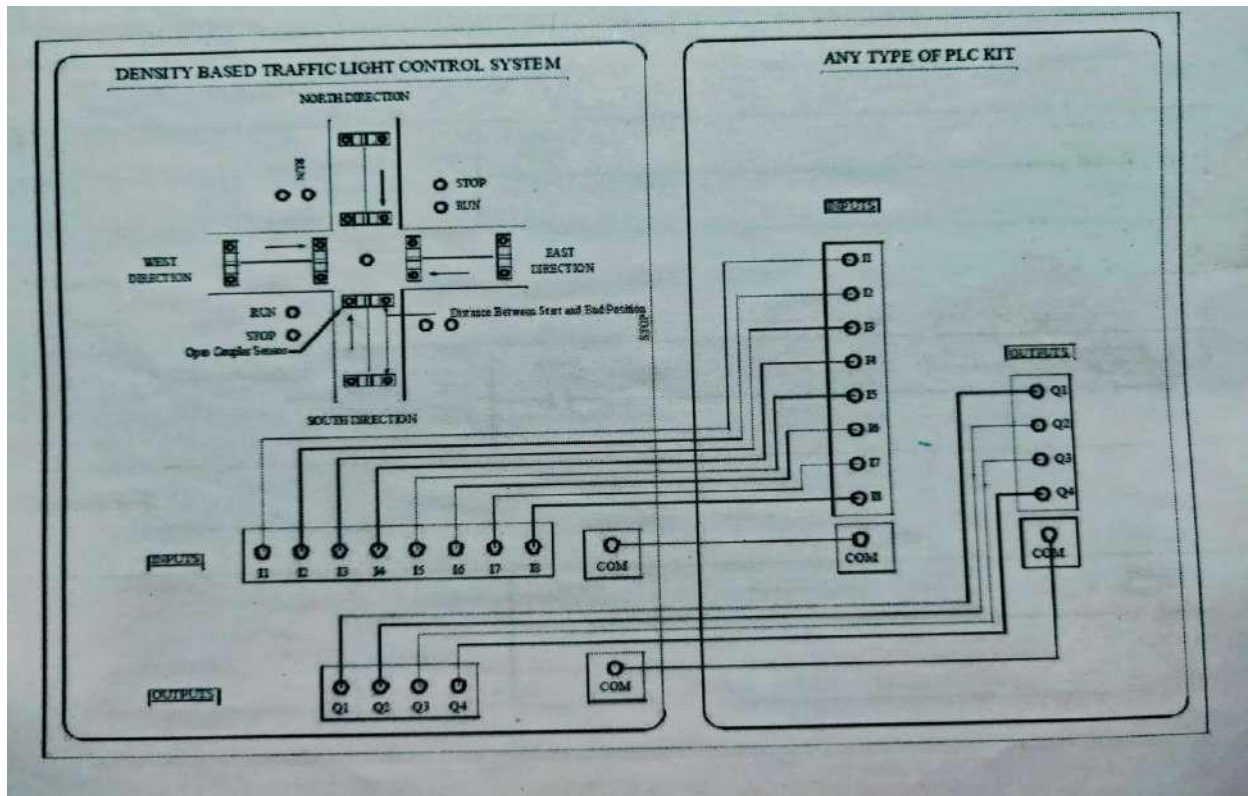 DENSITY BASED TRAFFIC LIGHT CONTROL SYSTEM
NORTH DIRECTION
RUN
STOP
RUN
WEST
DIRECTION
EAST
DIRECTION
RUN
STOP
Distance Between Start and End Position
STOP
Opto Coupler Sensor
SOUTH DIRECTION
INPUTS
I1 I2 I3 I4 I5 I6 I7 I8
COM
OUTPUTS
Q1 Q2 Q3 Q4
COM
ANY TYPE OF PLC KIT
INPUTS
I1
I2
I3
I4
I5
I6
I7
I8
COM
OUTPUTS
Q1
Q2
Q3
Q4
COM